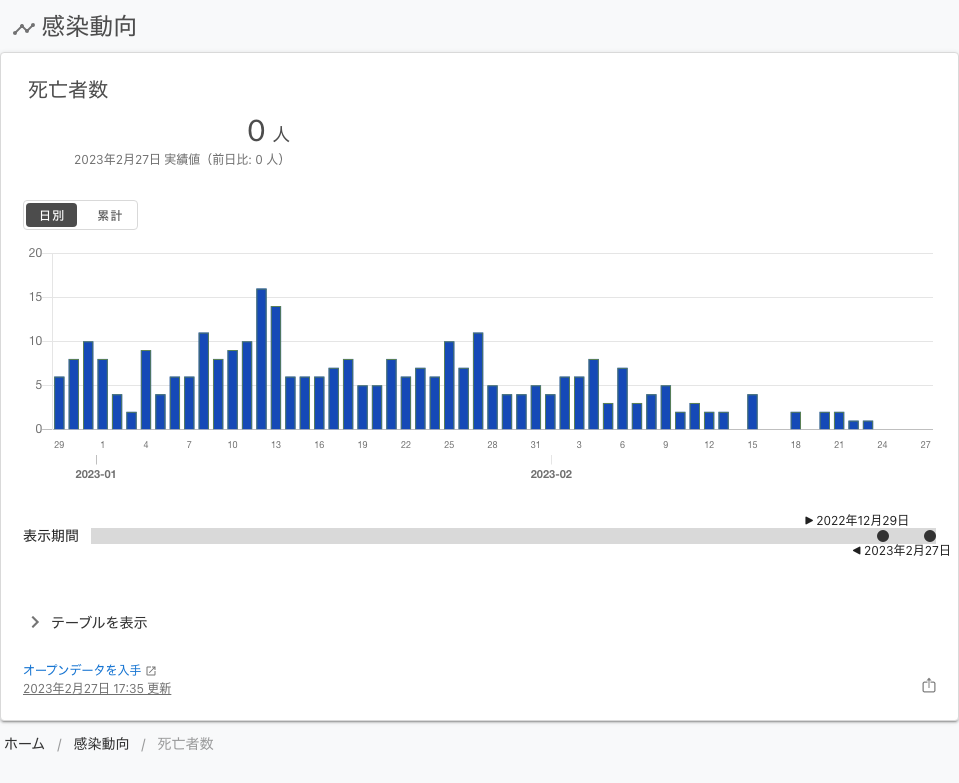 感染動向
死亡者数
0 人
2023年2月27日 実績値（前日比: 0 人）
日別 累計
20
15
10
5
0
29 1 4 7 10 13 16 19 22 25 28 31 3 6 9 12 15 18 21 24 27
2023-01 2023-02
▶ 2022年12月29日
表示期間
◀ 2023年2月27日
テーブルを表示
オープンデータを入手
2023年2月27日 17:35 更新
ホーム / 感染動向 / 死亡者数